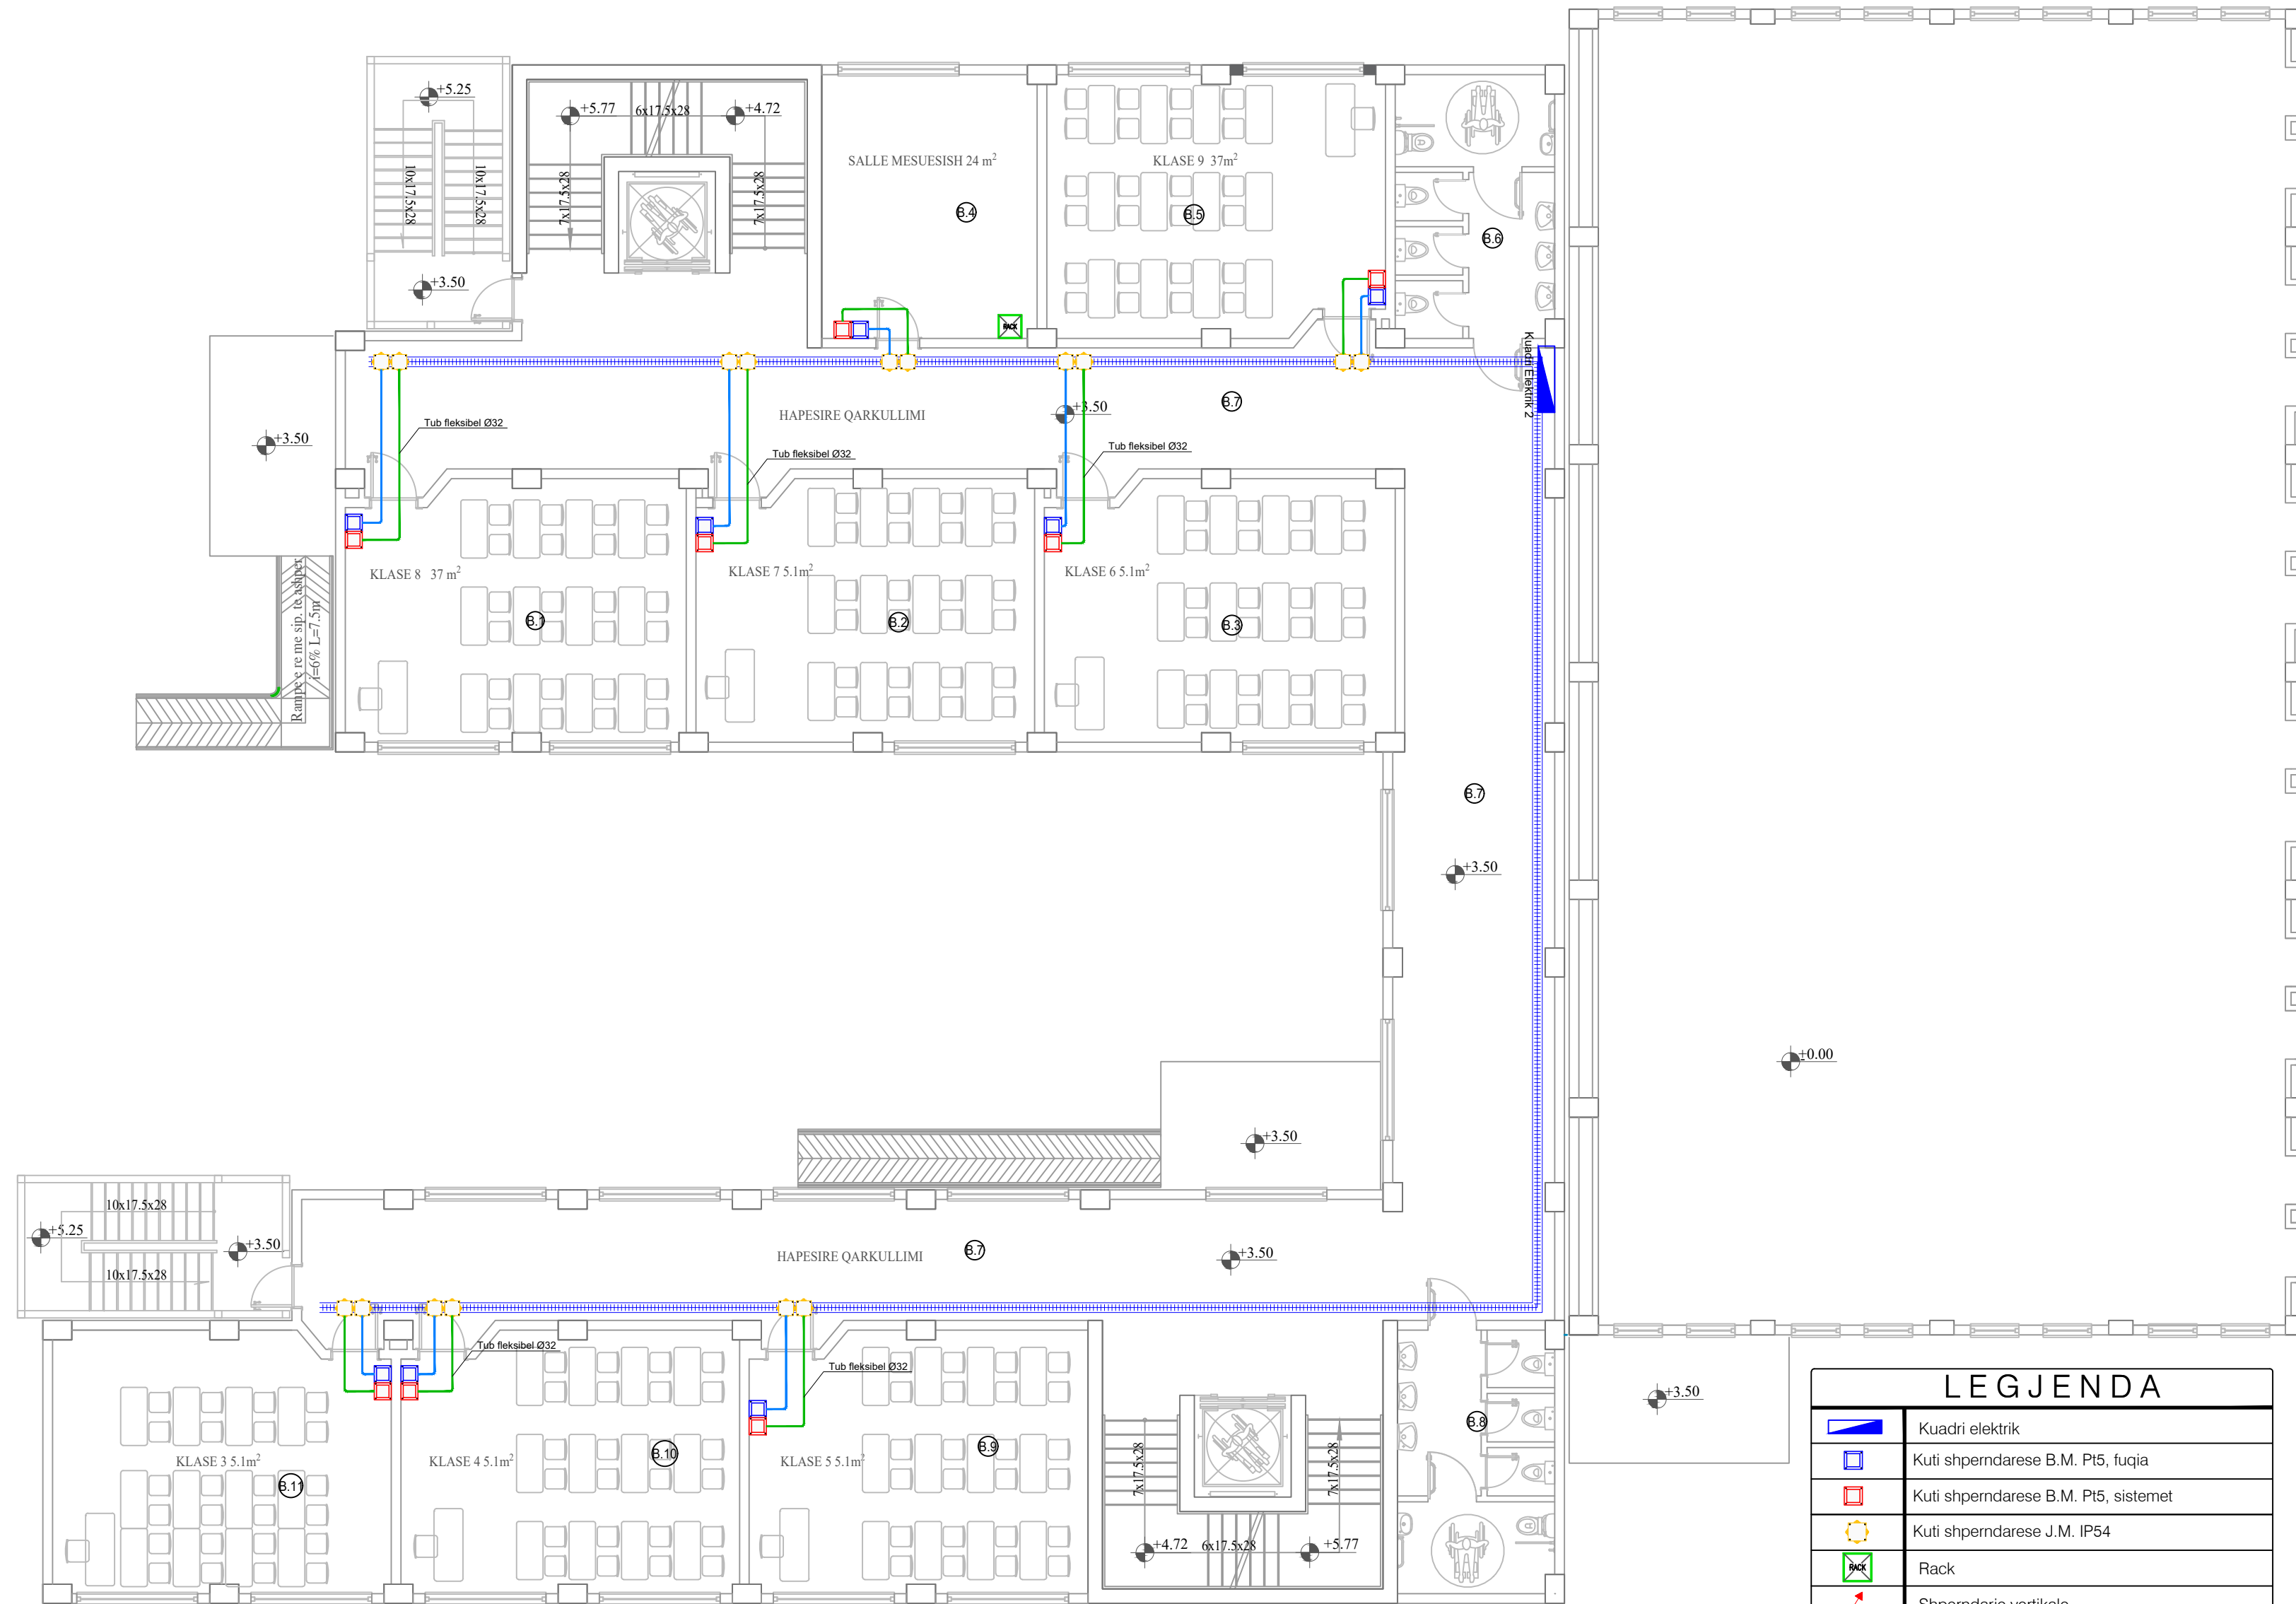 +5.25
+5.77
6x17.5x28
+4.72
10x17.5x28
10x17.5x28
7x17.5x28
7x17.5x28
SALLE MESUESISH 24 m²
KLASE 9 37m²
B.4
B.5
B.6
+3.50
RACK
Kuadri Elektrik 2
HAPESIRE QARKULLIMI
+3.50
B.7
+3.50
Tub fleksibel Ø32
Tub fleksibel Ø32
Tub fleksibel Ø32
KLASE 8 37 m²
KLASE 7 5.1m²
KLASE 6 5.1m²
B.1
B.2
B.3
Rampe e re me sip. te ashper
i=6% L=7.5m
B.7
+3.50
±0.00
+3.50
10x17.5x28
+5.25
+3.50
10x17.5x28
HAPESIRE QARKULLIMI
B.7
+3.50
Tub fleksibel Ø32
Tub fleksibel Ø32
KLASE 3 5.1m²
B.11
KLASE 4 5.1m²
B.10
KLASE 5 5.1m²
B.9
7x17.5x28
7x17.5x28
+4.72
6x17.5x28
+5.77
B.8
+3.50
LEGJENDA
Kuadri elektrik
Kuti shperndarese B.M. Pt5, fuqia
Kuti shperndarese B.M. Pt5, sistemet
Kuti shperndarese J.M. IP54
RACK
Rack
Shperndarje vertikale